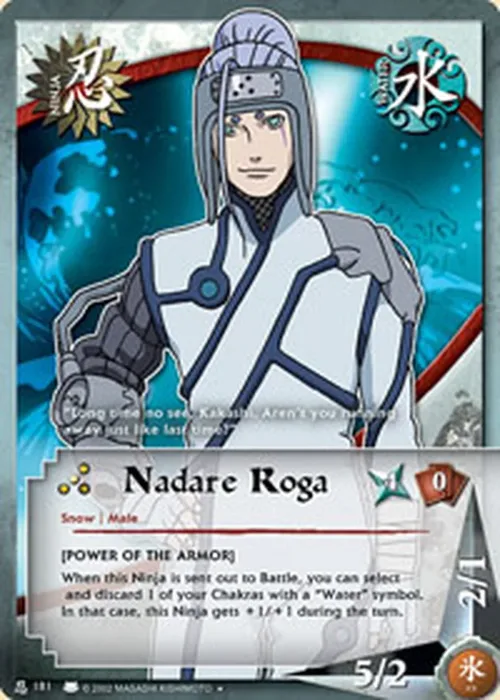 NINJA 忍
WATER 水
"Long time no see, Kakashi, Aren't you running
away just like last time?"
Nadare Roga
0
Snow | Male
[POWER OF THE ARMOR]
When this Ninja is sent out to Battle, you can select
and discard 1 of your Chakras with a "Water" symbol.
In that case, this Ninja gets +1/+1 during the turn.
2/1
5/2
水
181 © 2002 MASASHI KISHIMOTO